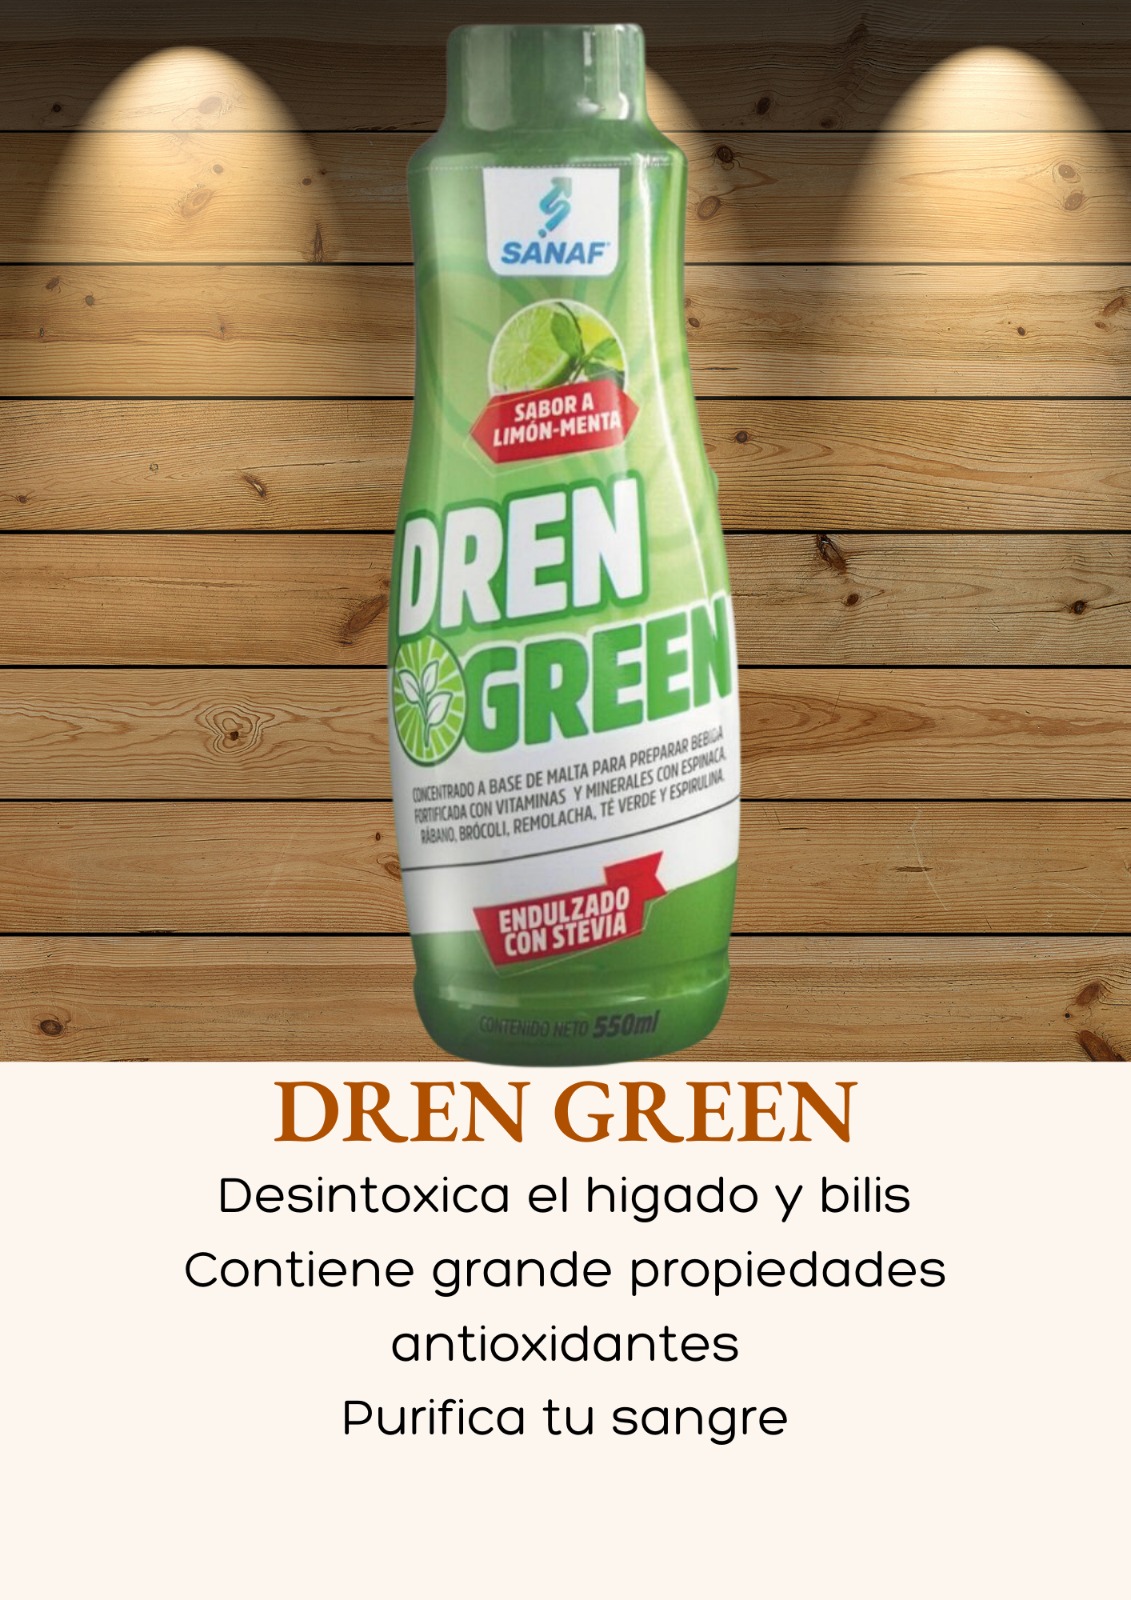 SANAF
SABOR A
LIMÓN-MENTA
DREN
GREEN
CONCENTRADO A BASE DE MALTA PARA PREPARAR BEBIDA
FORTIFICADA CON VITAMINAS Y MINERALES CON ESPINACA,
RÁBANO, BRÓCOLI, REMOLACHA, TÉ VERDE Y ESPIRULINA.
ENDULZADO
CON STEVIA
CONTENIDO NETO 550ml
DREN GREEN
Desintoxica el higado y bilis
Contiene grande propiedades
antioxidantes
Purifica tu sangre